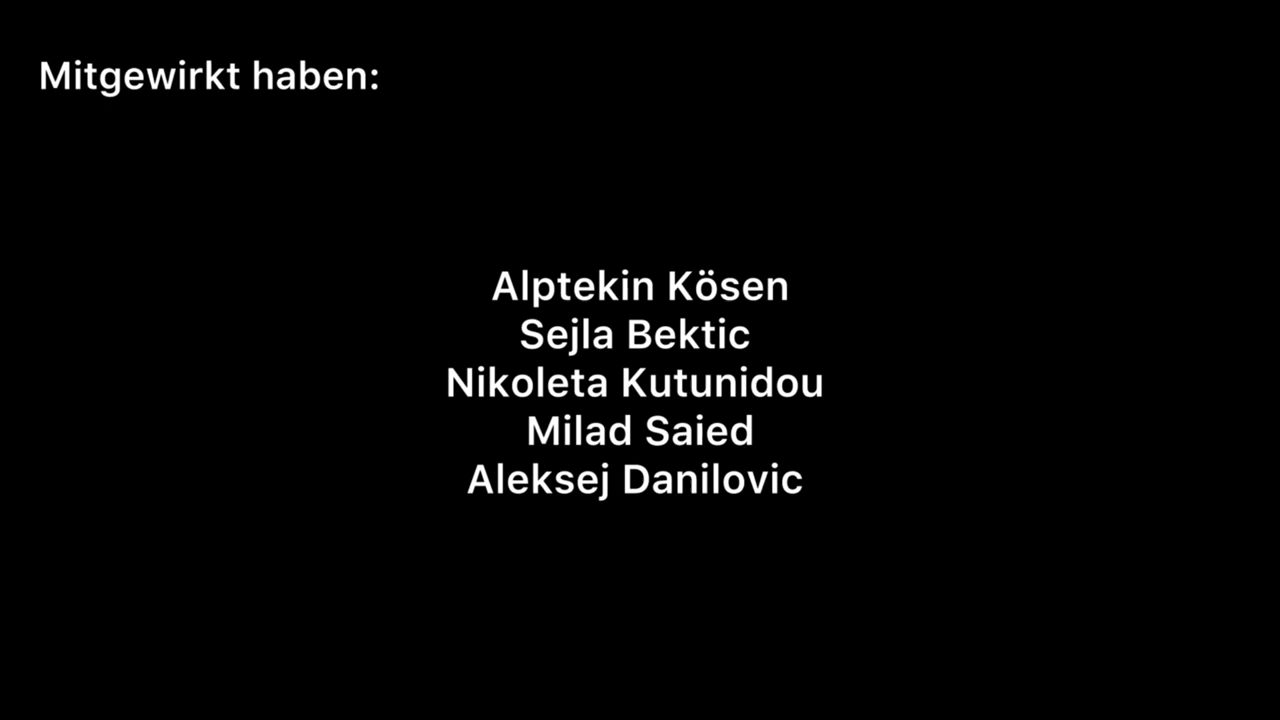 Mitgewirkt haben:
Alptekin Kösen
Sejla Bektic
Nikoleta Kutunidou
Milad Saied
Aleksej Danilovic